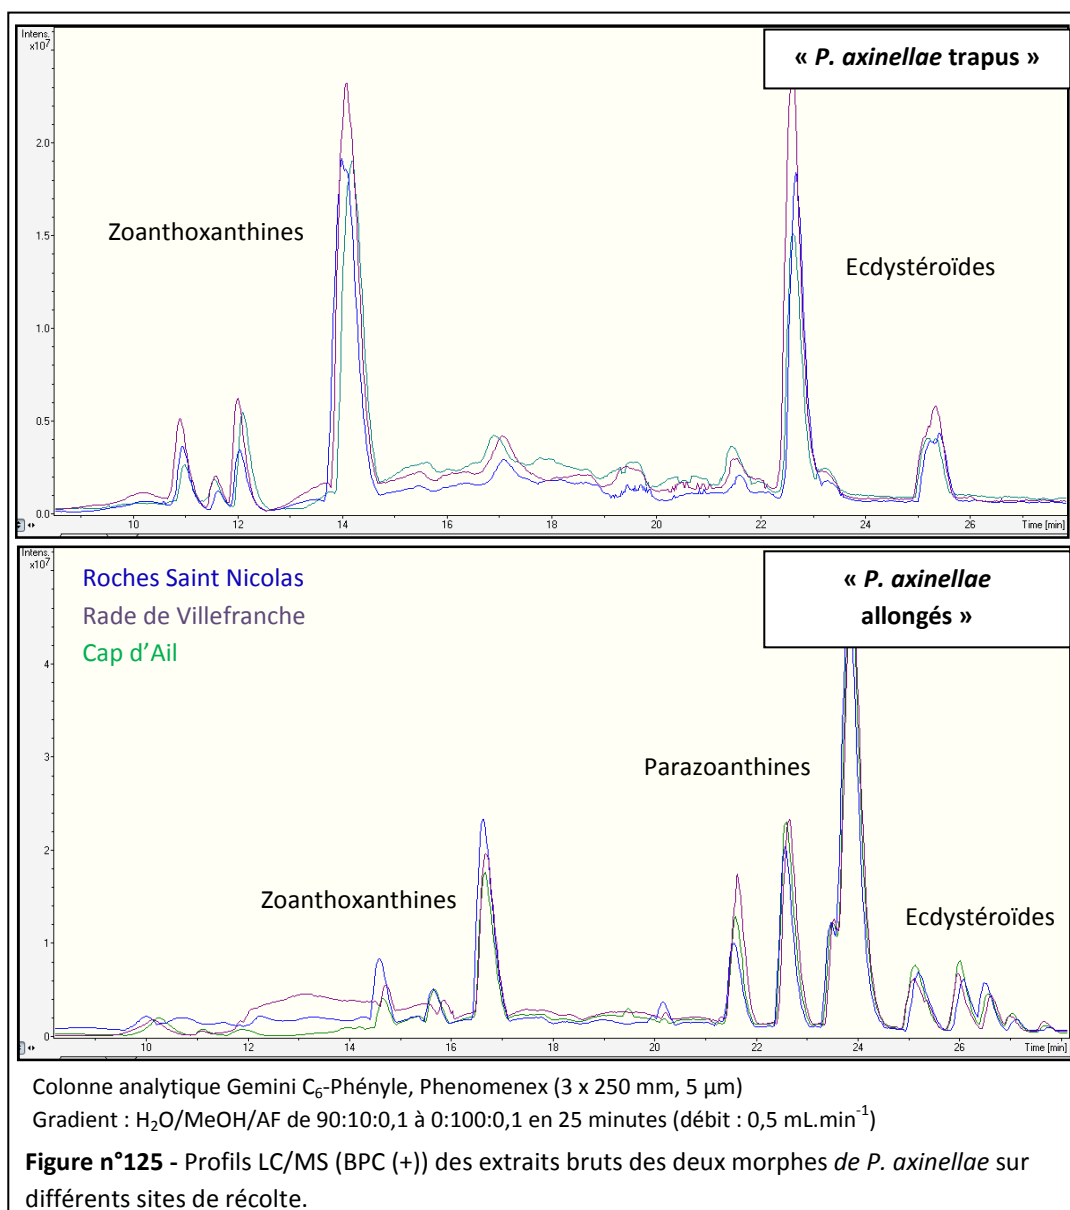 Intens.
x10⁷
« P. axinellae trapus »
2.0
1.5
1.0
0.5
0.0
Zoanthoxanthines
Ecdystéroïdes
10 12 14 16 18 20 22 24 26 Time [min]
Intens.
x10⁷
« P. axinellae
allongés »
Roches Saint Nicolas
Rade de Villefranche
Cap d’Ail
4
3
2
1
0
Parazoanthines
Zoanthoxanthines
Ecdystéroïdes
10 12 14 16 18 20 22 24 26 Time [min]
Colonne analytique Gemini C₆-Phényle, Phenomenex (3 x 250 mm, 5 µm)
Gradient : H₂O/MeOH/AF de 90:10:0,1 à 0:100:0,1 en 25 minutes (débit : 0,5 mL.min⁻¹)
Figure n°125 - Profils LC/MS (BPC (+)) des extraits bruts des deux morphes de P. axinellae sur
différents sites de récolte.